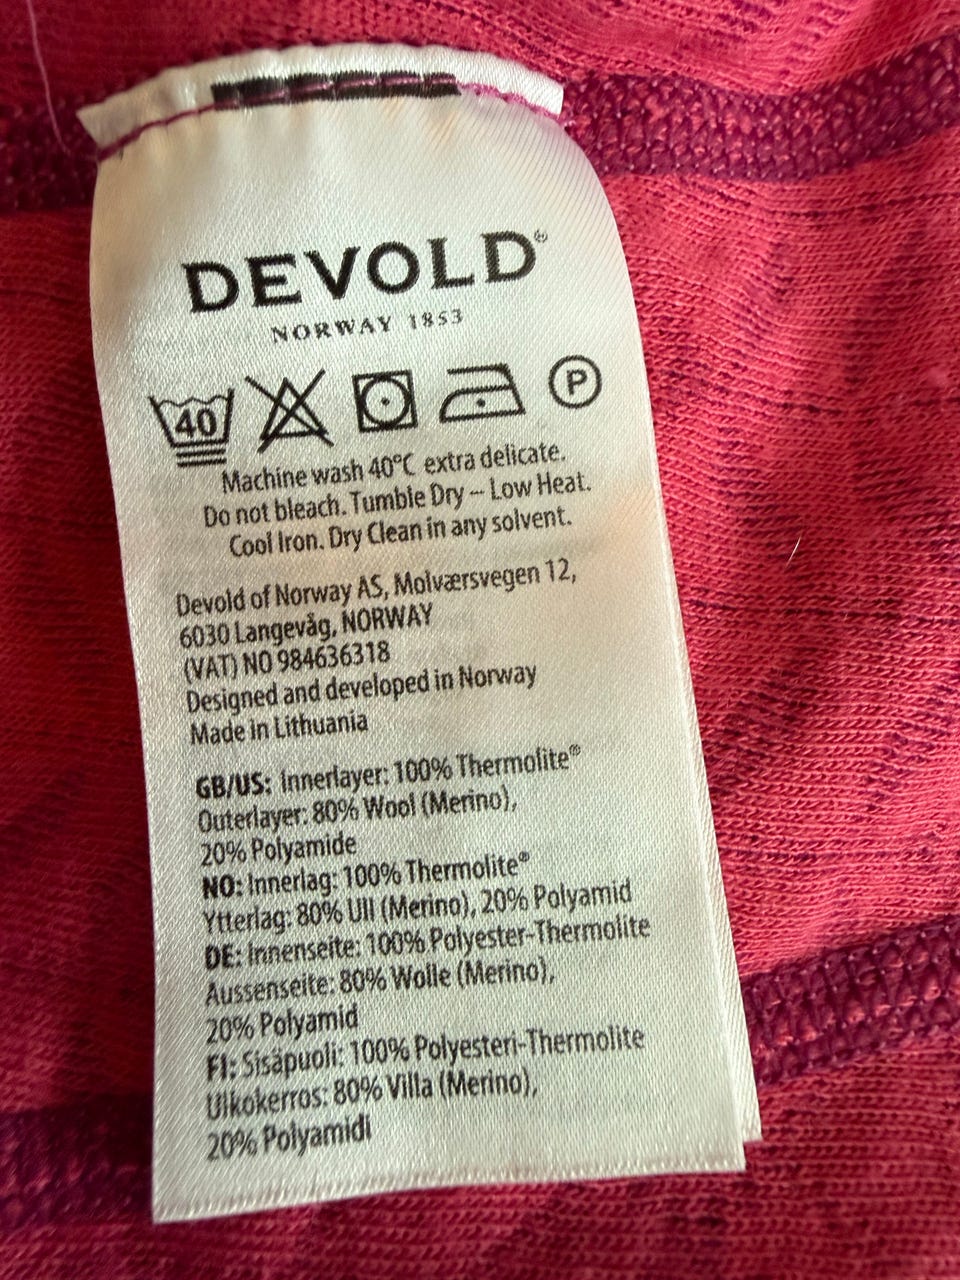 DEVOLD®
NORWAY 1853
40 P
Machine wash 40°C extra delicate.
Do not bleach. Tumble Dry – Low Heat.
Cool Iron. Dry Clean in any solvent.
Devold of Norway AS, Molværsvegen 12,
6030 Langevåg, NORWAY
(VAT) NO 984636318
Designed and developed in Norway
Made in Lithuania
GB/US: Innerlayer: 100% Thermolite®
Outerlayer: 80% Wool (Merino),
20% Polyamide
NO: Innerlag: 100% Thermolite®
Ytterlag: 80% Ull (Merino), 20% Polyamid
DE: Innenseite: 100% Polyester-Thermolite
Aussenseite: 80% Wolle (Merino),
20% Polyamid
FI: Sisäpuoli: 100% Polyesteri-Thermolite
Ulkokerros: 80% Villa (Merino),
20% Polyamidi